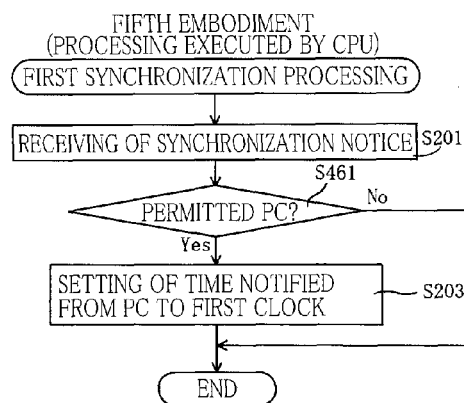 FIFTH EMBODIMENT
(PROCESSING EXECUTED BY CPU)
FIRST SYNCHRONIZATION PROCESSING
RECEIVING OF SYNCHRONIZATION NOTICE
S201
S461
PERMITTED PC?
No
Yes
SETTING OF TIME NOTIFIED
FROM PC TO FIRST CLOCK
S203
END